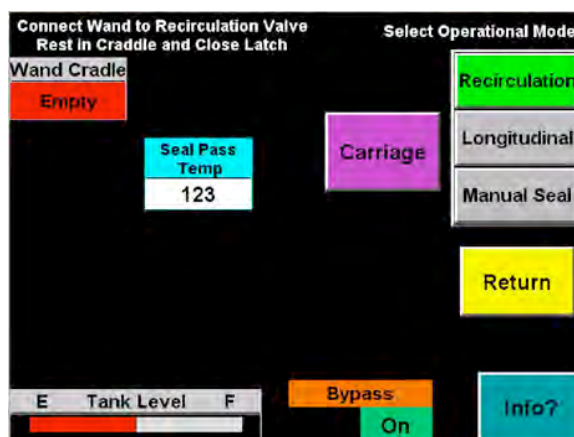 Connect Wand to Recirculation Valve
Rest in Craddle and Close Latch
Select Operational Mode
Wand Cradle
Empty
Recirculation
Seal Pass
Temp
123
Carriage
Longitudinal
Manual Seal
Return
E Tank Level F
Bypass
On
Info?